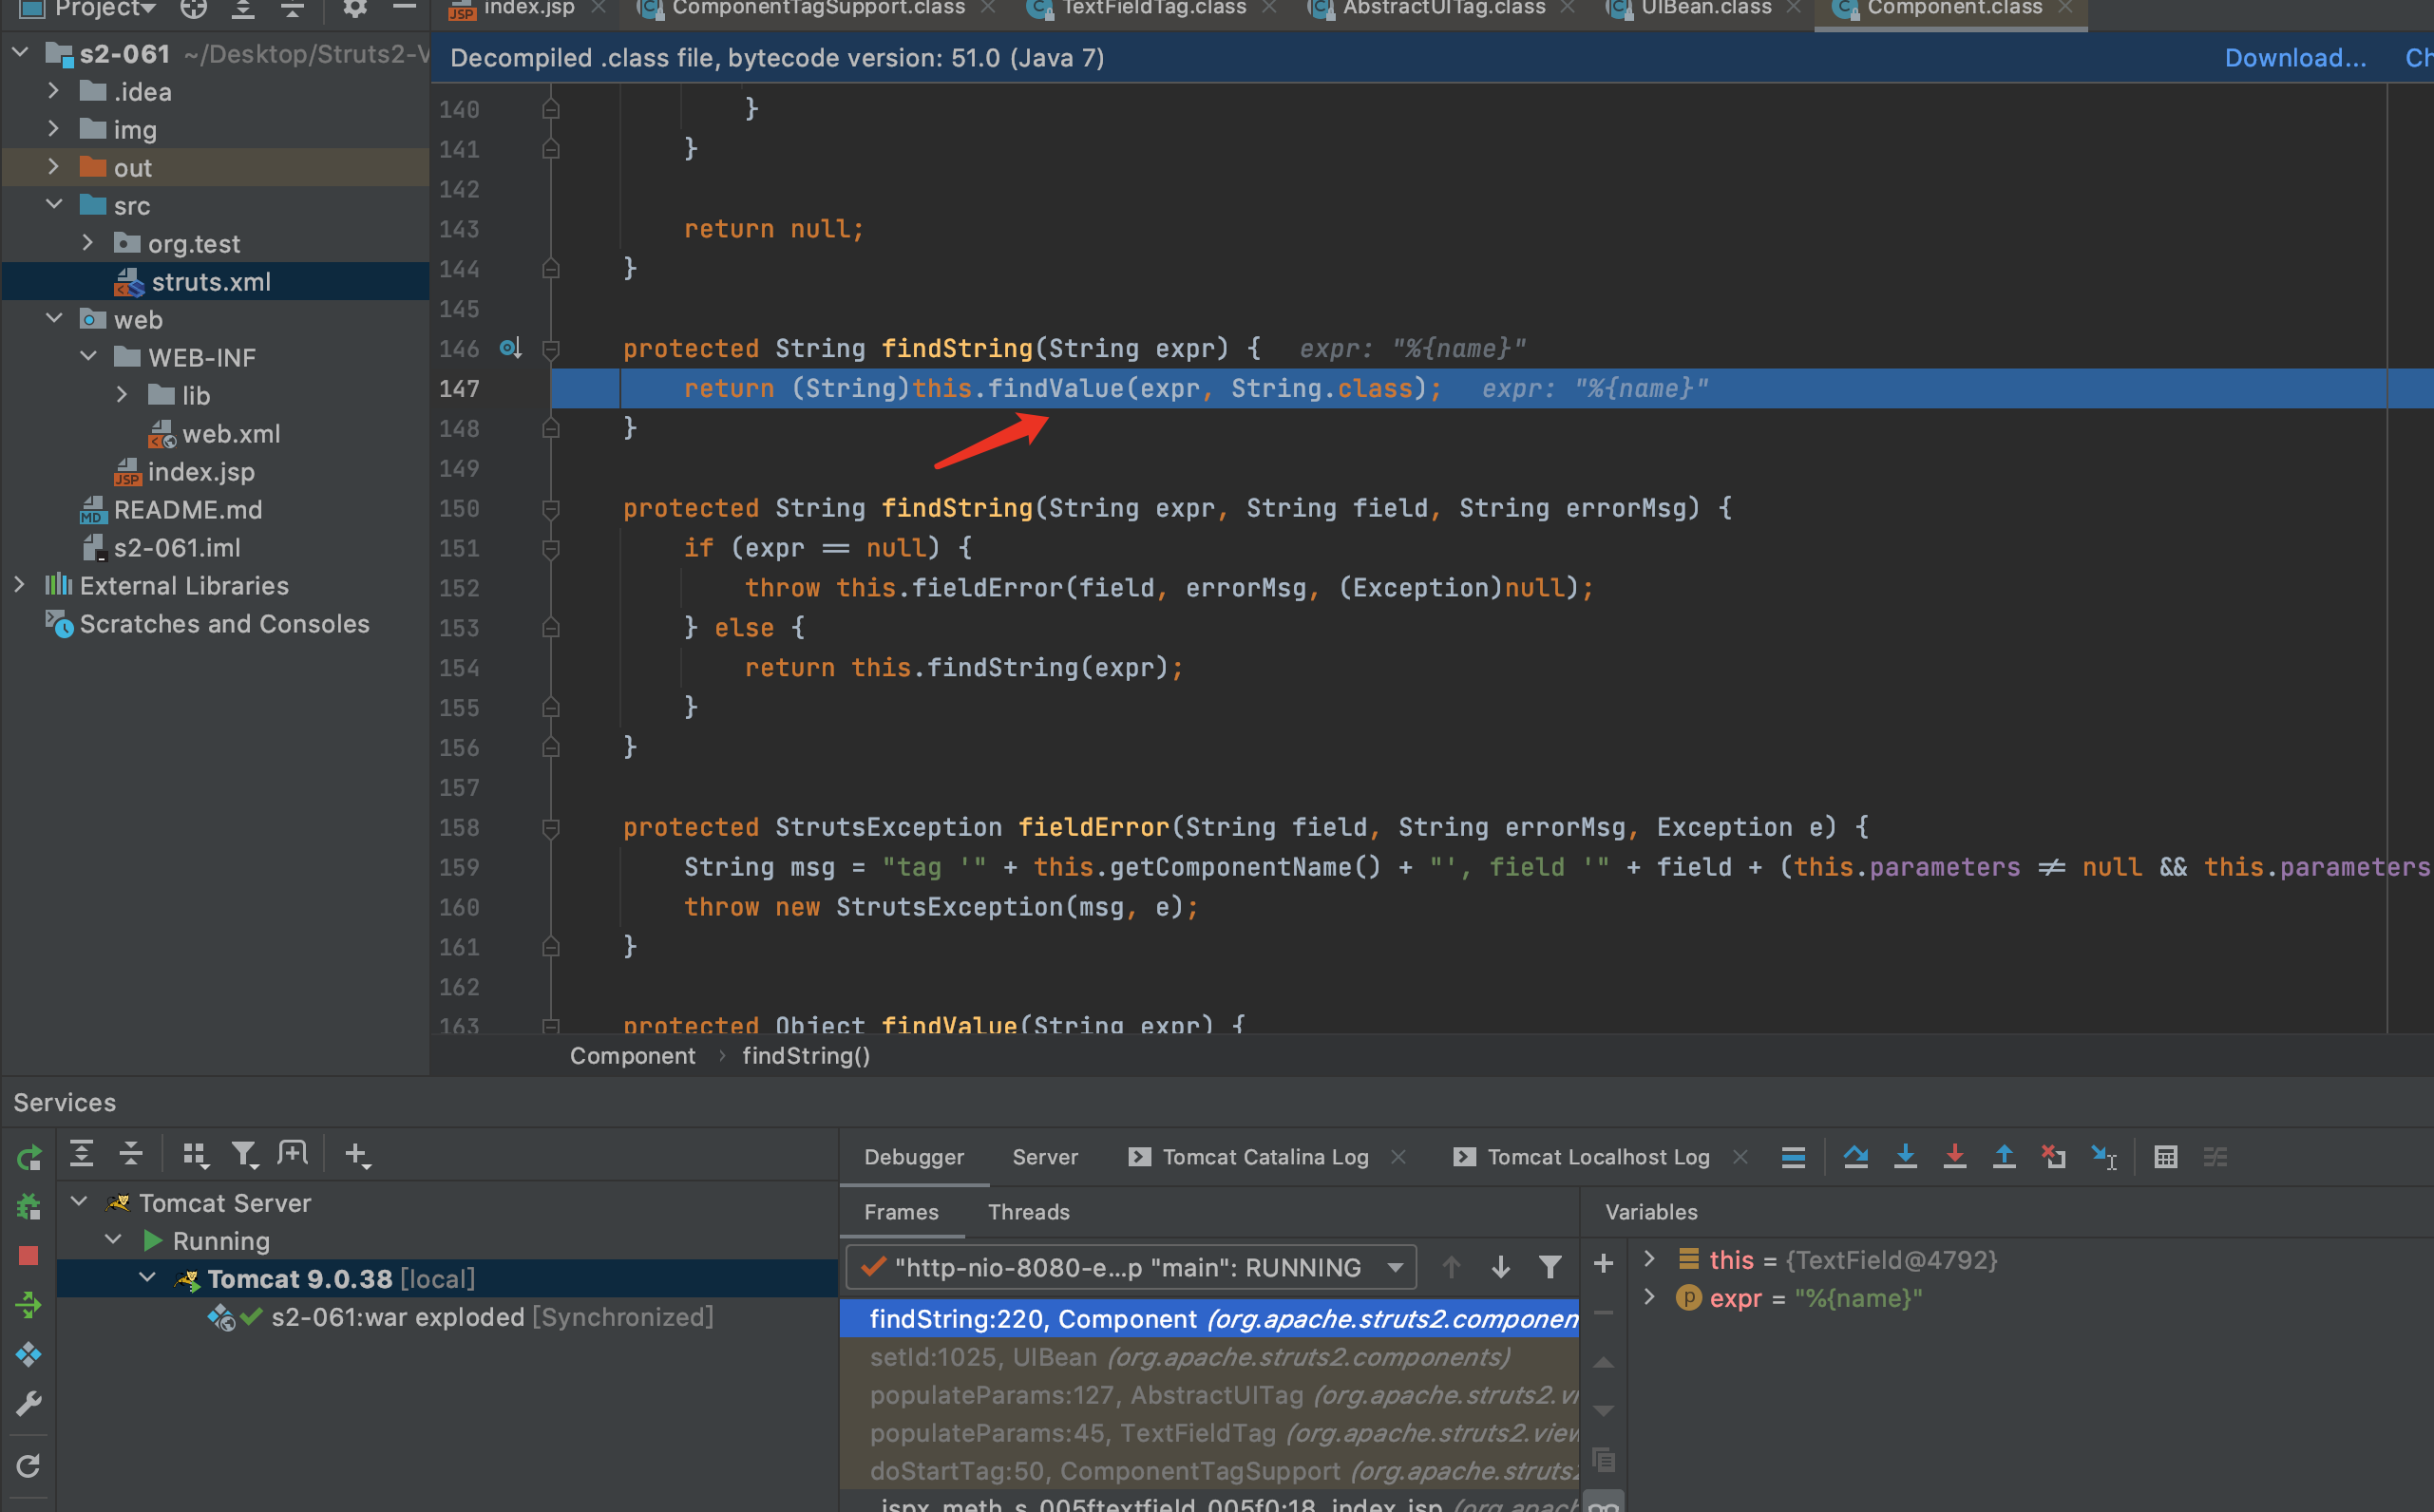 Project
index.jsp
ComponentTagSupport.class
TextFieldTag.class
AbstractUITag.class
UIBean.class
Component.class
s2-061 ~/Desktop/Struts2-V
.idea
img
out
src
org.test
struts.xml
web
WEB-INF
lib
web.xml
index.jsp
README.md
s2-061.iml
External Libraries
Scratches and Consoles
Decompiled .class file, bytecode version: 51.0 (Java 7)
Download...
Ch
140 }
141 }
142
143 return null;
144 }
145
146 protected String findString(String expr) { expr: "%{name}"
147 return (String)this.findValue(expr, String.class); expr: "%{name}"
148 }
149
150 protected String findString(String expr, String field, String errorMsg) {
151 if (expr == null) {
152 throw this.fieldError(field, errorMsg, (Exception)null);
153 } else {
154 return this.findString(expr);
155 }
156 }
157
158 protected StrutsException fieldError(String field, String errorMsg, Exception e) {
159 String msg = "tag '" + this.getComponentName() + "', field '" + field + (this.parameters ≠ null && this.parameters
160 throw new StrutsException(msg, e);
161 }
162
163 protected Object findValue(String expr) {
Component › findString()
Services
Tomcat Server
Running
Tomcat 9.0.38 [local]
s2-061:war exploded [Synchronized]
Debugger
Server
Tomcat Catalina Log
Tomcat Localhost Log
Frames
Threads
Variables
"http-nio-8080-e...p "main": RUNNING
findString:220, Component (org.apache.struts2.componen
setId:1025, UIBean (org.apache.struts2.components)
populateParams:127, AbstractUITag (org.apache.struts2.vi
populateParams:45, TextFieldTag (org.apache.struts2.view
doStartTag:50, ComponentTagSupport (org.apache.struts2
_jspx_meth_s_005ftextfield_005f0:18, index_jsp (org.apach
this = {TextField@4792}
expr = "%{name}"